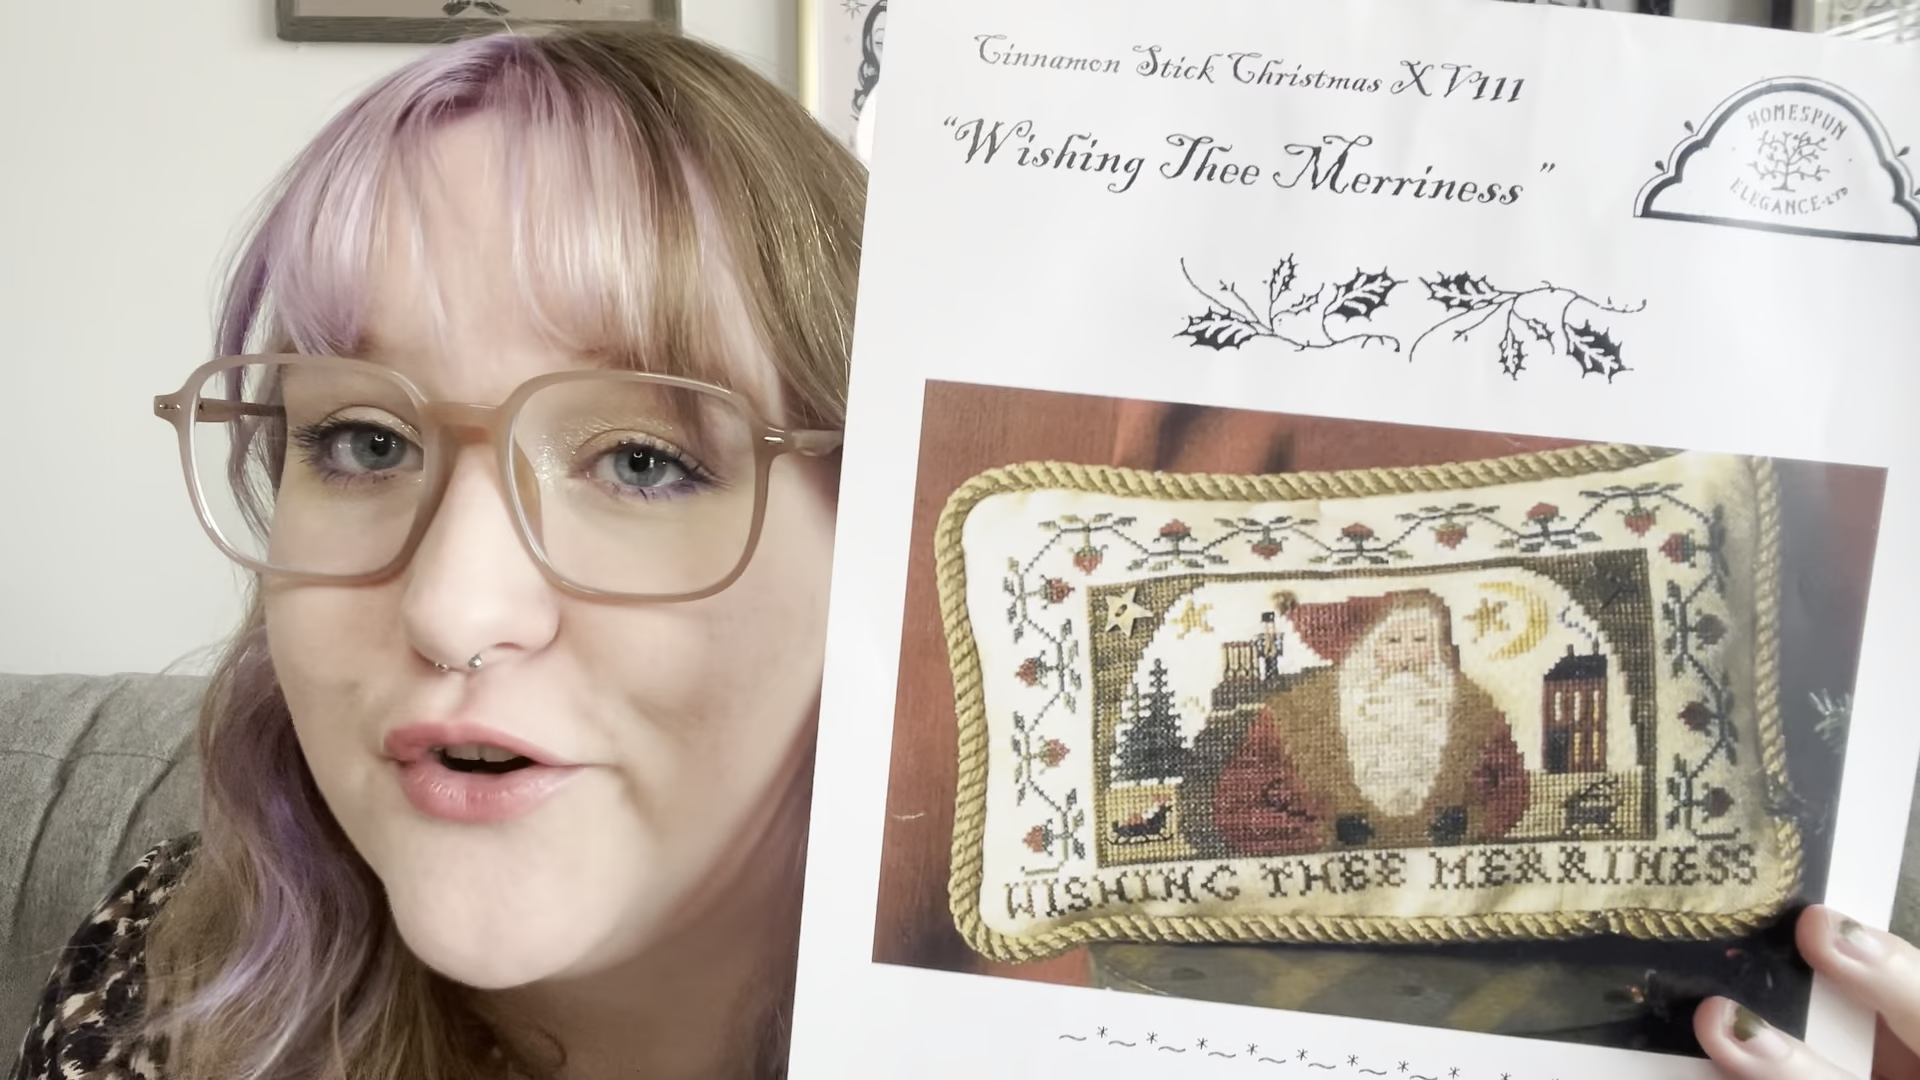 Cinnamon Stick Christmas XVIII
"Wishing Thee Merriness"
HOMESPUN
ELEGANCE-LTD
WISHING THEE MERRINESS
~*~*~*~*~*~*~*~*~*~*